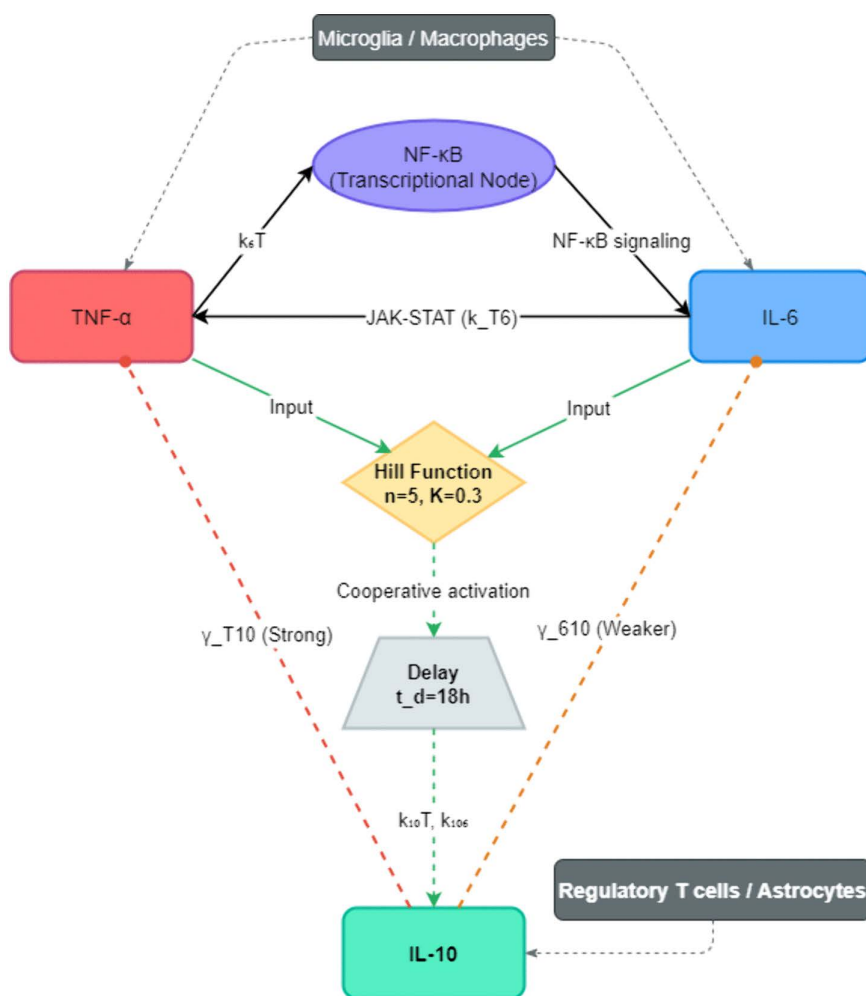 Microglia / Macrophages
NF-κB
(Transcriptional Node)
k₆T
NF-κB signaling
TNF-α
JAK-STAT (k_T6)
IL-6
Input
Input
Hill Function
n=5, K=0.3
Cooperative activation
γ_T10 (Strong)
γ_610 (Weaker)
Delay
t_d=18h
k₁₀T, k₁₀₆
Regulatory T cells / Astrocytes
IL-10